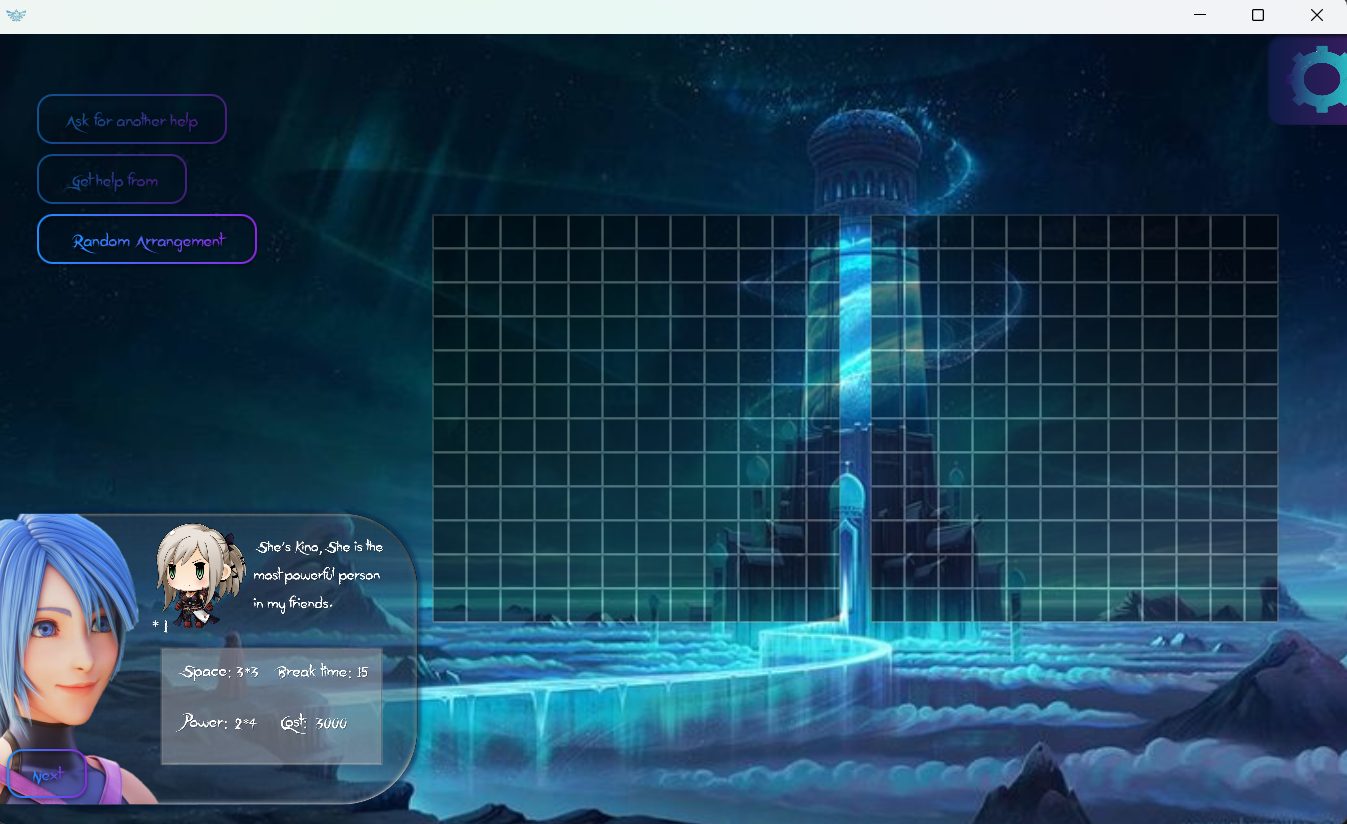 Ask for another help
Get help from
Random Arrangement
She's Kino, She is the
most powerful person
in my friends.
* 1
Space: 3*3 Break time: 15
Power: 2*4 Cost: 3000
Next